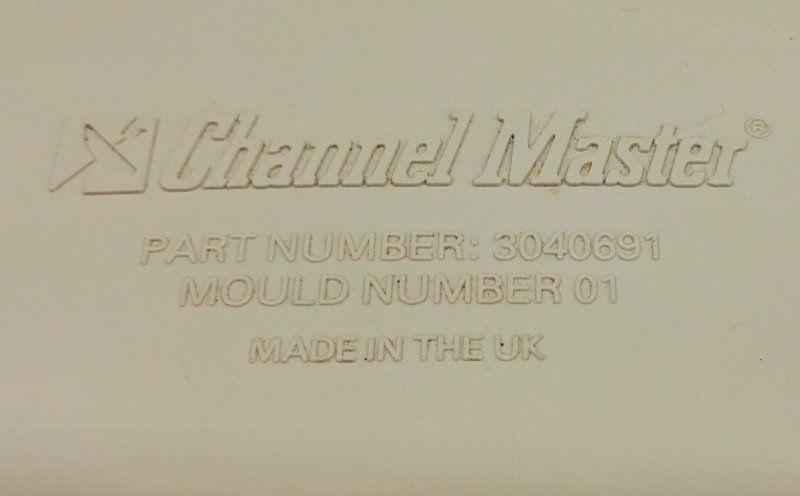 Channel Master®
PART NUMBER: 3040691
MOULD NUMBER 01
MADE IN THE UK